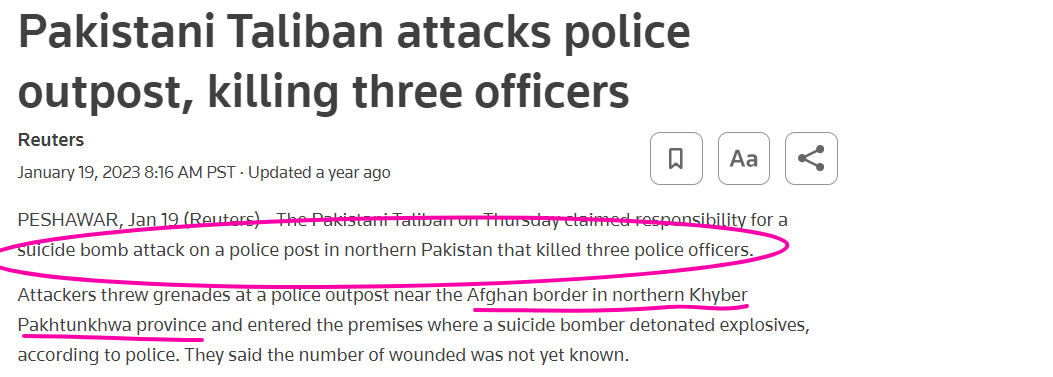 Pakistani Taliban attacks police
outpost, killing three officers
Reuters
January 19, 2023 8:16 AM PST · Updated a year ago
Aa
PESHAWAR, Jan 19 (Reuters) - The Pakistani Taliban on Thursday claimed responsibility for a
suicide bomb attack on a police post in northern Pakistan that killed three police officers.
Attackers threw grenades at a police outpost near the Afghan border in northern Khyber
Pakhtunkhwa province and entered the premises where a suicide bomber detonated explosives,
according to police. They said the number of wounded was not yet known.